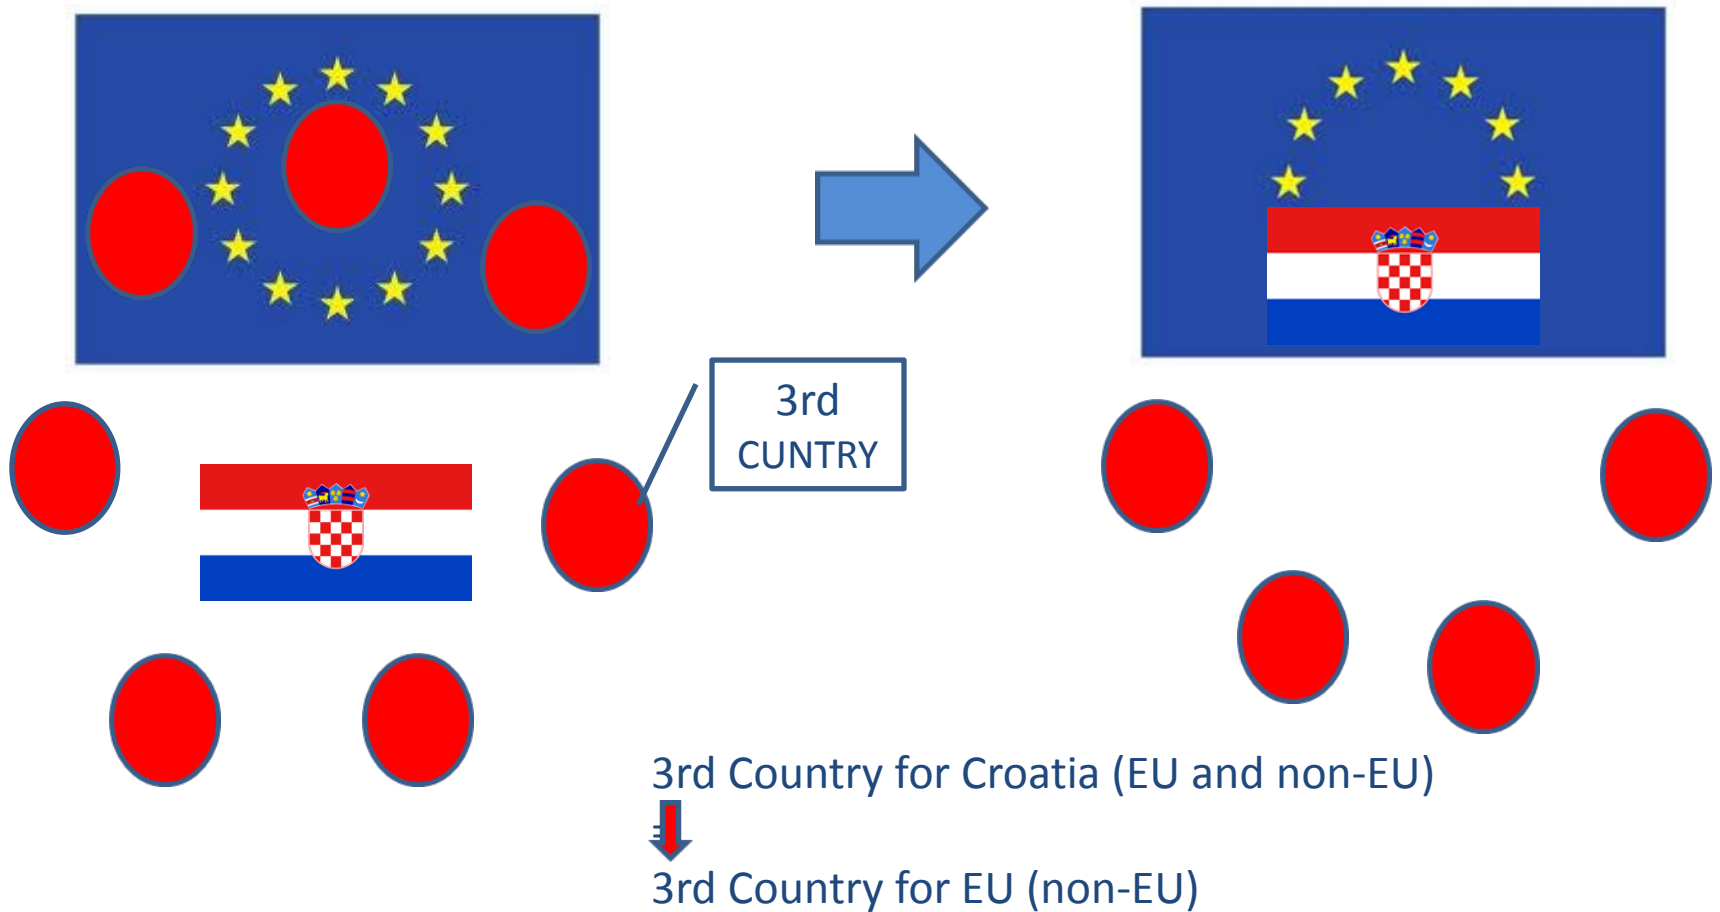 3rd
CUNTRY
3rd Country for Croatia (EU and non-EU)
=
3rd Country for EU (non-EU)